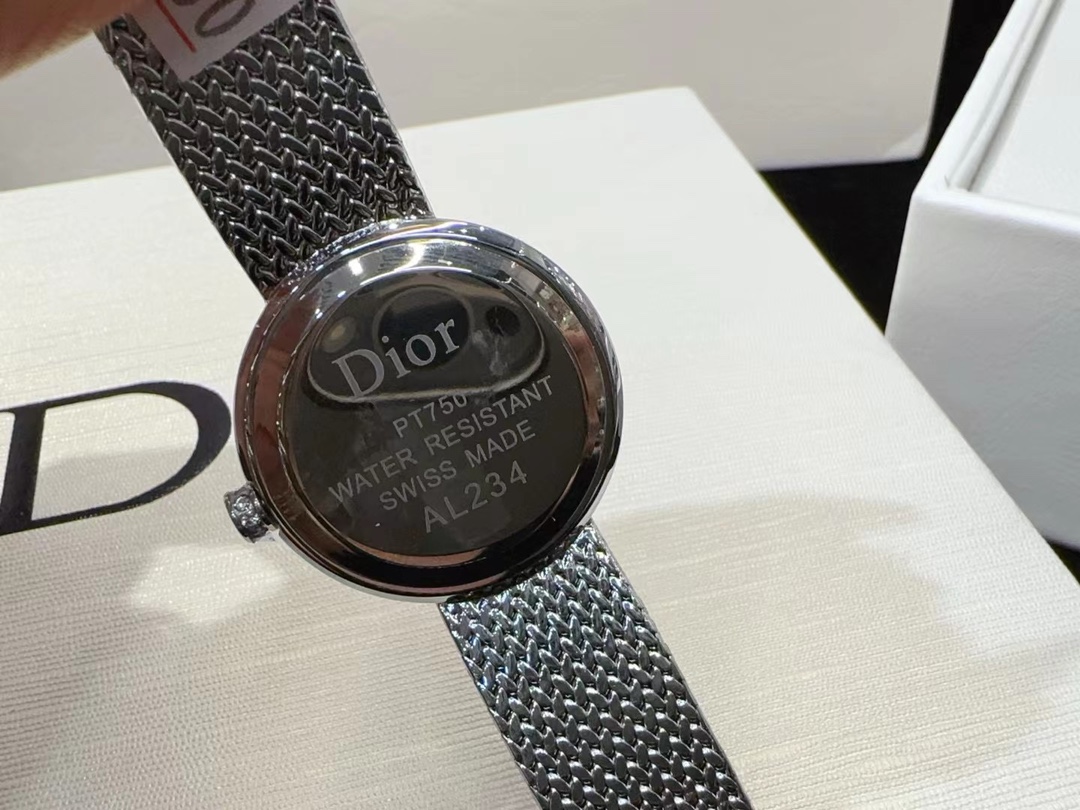 Dior
PT750
WATER RESISTANT
SWISS MADE
AL234
D